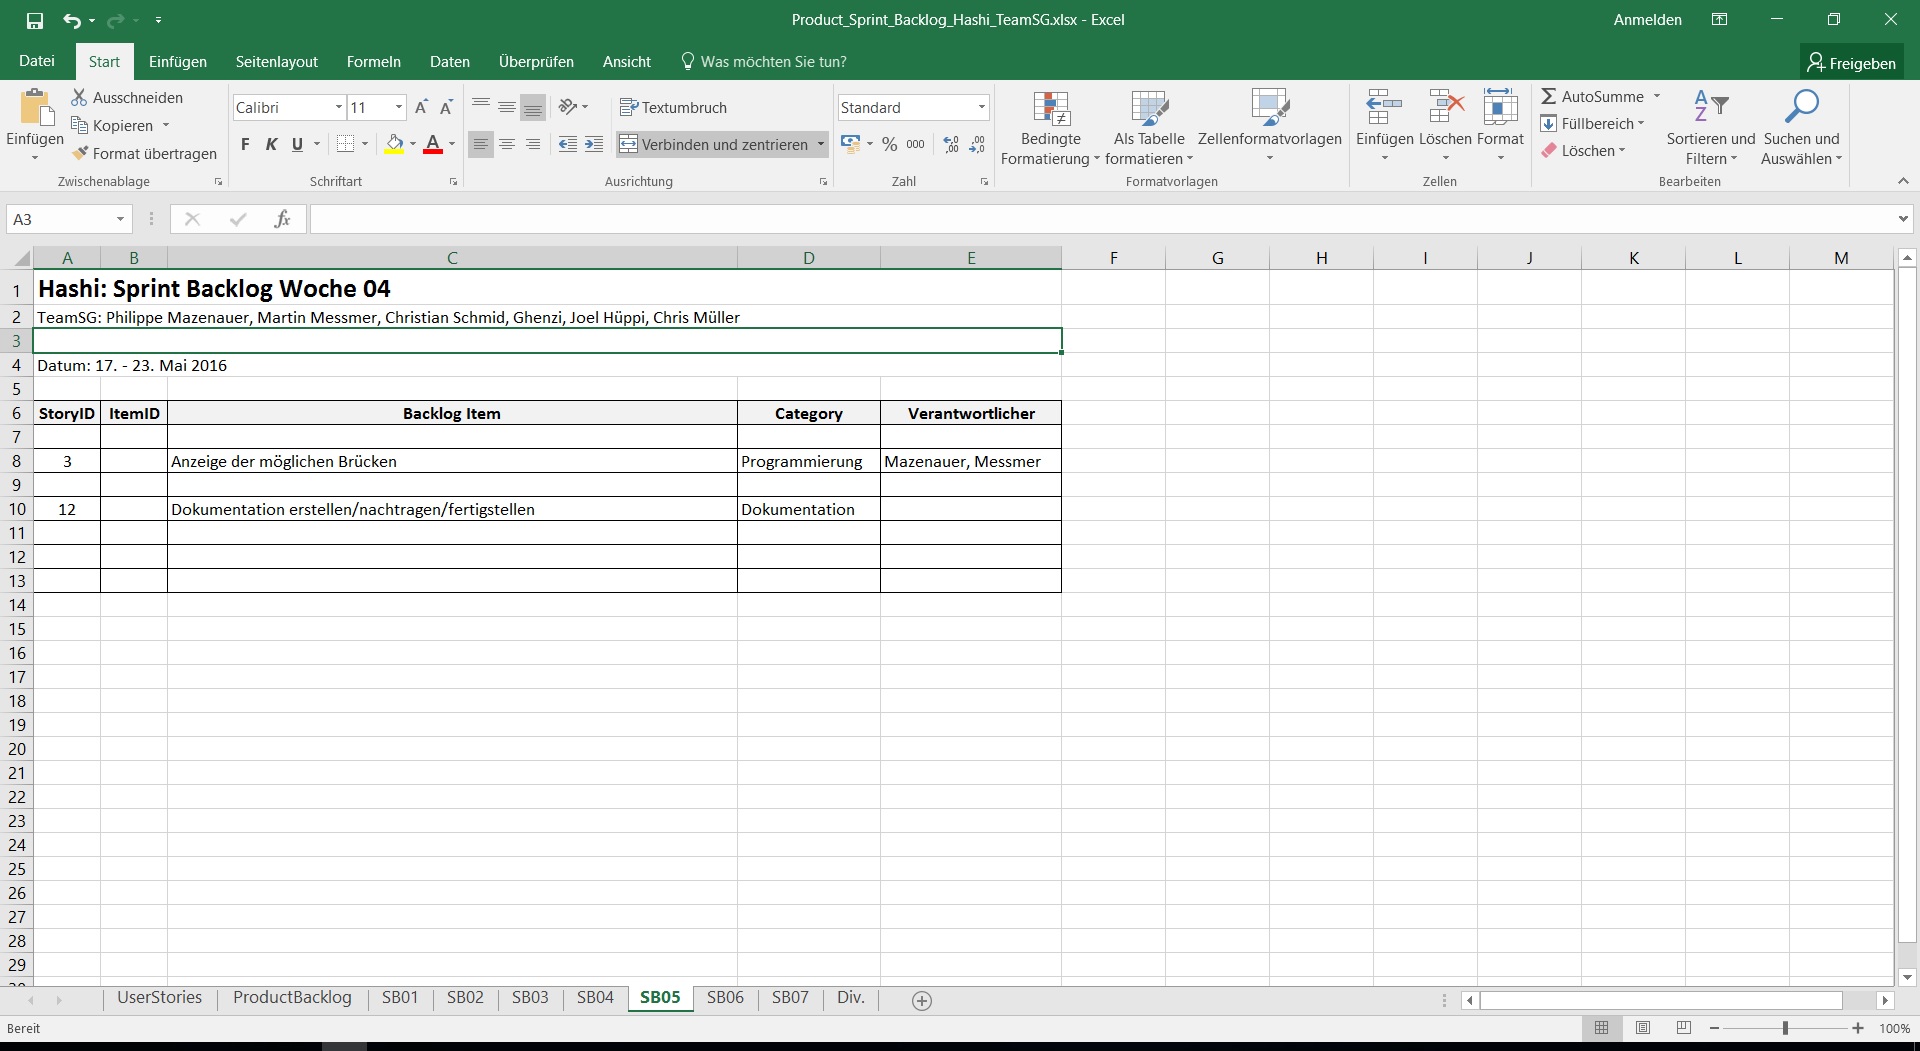 Product_Sprint_Backlog_Hashi_TeamSG.xlsx - Excel
Anmelden
Datei Start Einfügen Seitenlayout Formeln Daten Überprüfen Ansicht Was möchten Sie tun? Freigeben
Einfügen
Ausschneiden
Kopieren
Format übertragen
Zwischenablage
Calibri 11
F K U A
Schriftart
Textumbruch
Verbinden und zentrieren
Ausrichtung
Standard
% 000
Zahl
Bedingte Formatierung
Als Tabelle formatieren
Zellenformatvorlagen
Formatvorlagen
Einfügen Löschen Format
Zellen
AutoSumme
Füllbereich
Löschen
Sortieren und Filtern
Suchen und Auswählen
Bearbeiten
A3 fx
A B C D E F G H I J K L M
1 Hashi: Sprint Backlog Woche 04
2 TeamSG: Philippe Mazenauer, Martin Messmer, Christian Schmid, Ghenzi, Joel Hüppi, Chris Müller
3
4 Datum: 17. - 23. Mai 2016
5
6 StoryID ItemID Backlog Item Category Verantwortlicher
7
8 3 Anzeige der möglichen Brücken Programmierung Mazenauer, Messmer
9
10 12 Dokumentation erstellen/nachtragen/fertigstellen Dokumentation
11
12
13
14
15
16
17
18
19
20
21
22
23
24
25
26
27
28
29
UserStories ProductBacklog SB01 SB02 SB03 SB04 SB05 SB06 SB07 Div.
Bereit 100%